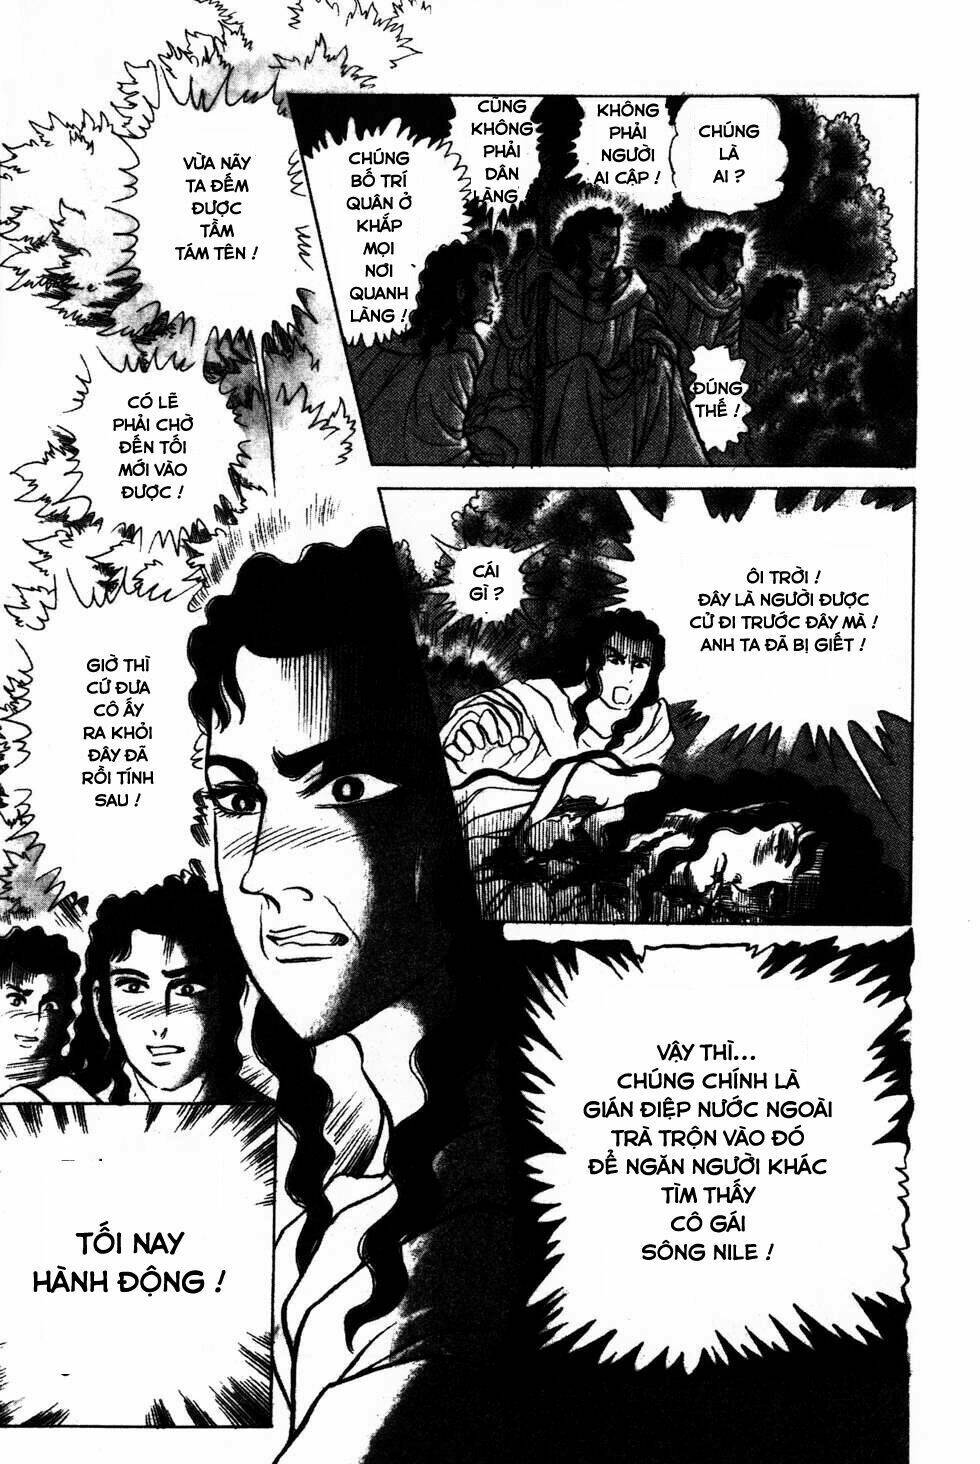 CHÚNG
LÀ
AI ?
KHÔNG
PHẢI
NGƯỜI
AI CẬP !
CŨNG
KHÔNG
PHẢI
DÂN
LÀNG
CHÚNG
BỐ TRÍ
QUÂN Ở
KHẮP
MỌI
NƠI
QUANH
LÀNG !
ĐÚNG
THẾ !
VỪA NÃY
TA ĐẾM
ĐƯỢC
TẦM
TÁM TÊN !
CÓ LẼ
PHẢI CHỜ
ĐẾN TỐI
MỚI VÀO
ĐƯỢC !
ÔI TRỜI !
ĐÂY LÀ NGƯỜI ĐƯỢC
CỬ ĐI TRƯỚC ĐÂY MÀ !
ANH TA ĐÃ BỊ GIẾT !
CÁI
GÌ ?
VẬY THÌ...
CHÚNG CHÍNH LÀ
GIÁN ĐIỆP NƯỚC NGOÀI
TRÀ TRỘN VÀO ĐÓ
ĐỂ NGĂN NGƯỜI KHÁC
TÌM THẤY
CÔ GÁI
SÔNG NILE !
GIỜ THÌ
CỨ ĐƯA
CÔ ẤY
RA KHỎI
ĐÂY ĐÃ
RỒI TÍNH
SAU !
TỐI NAY
HÀNH ĐỘNG !